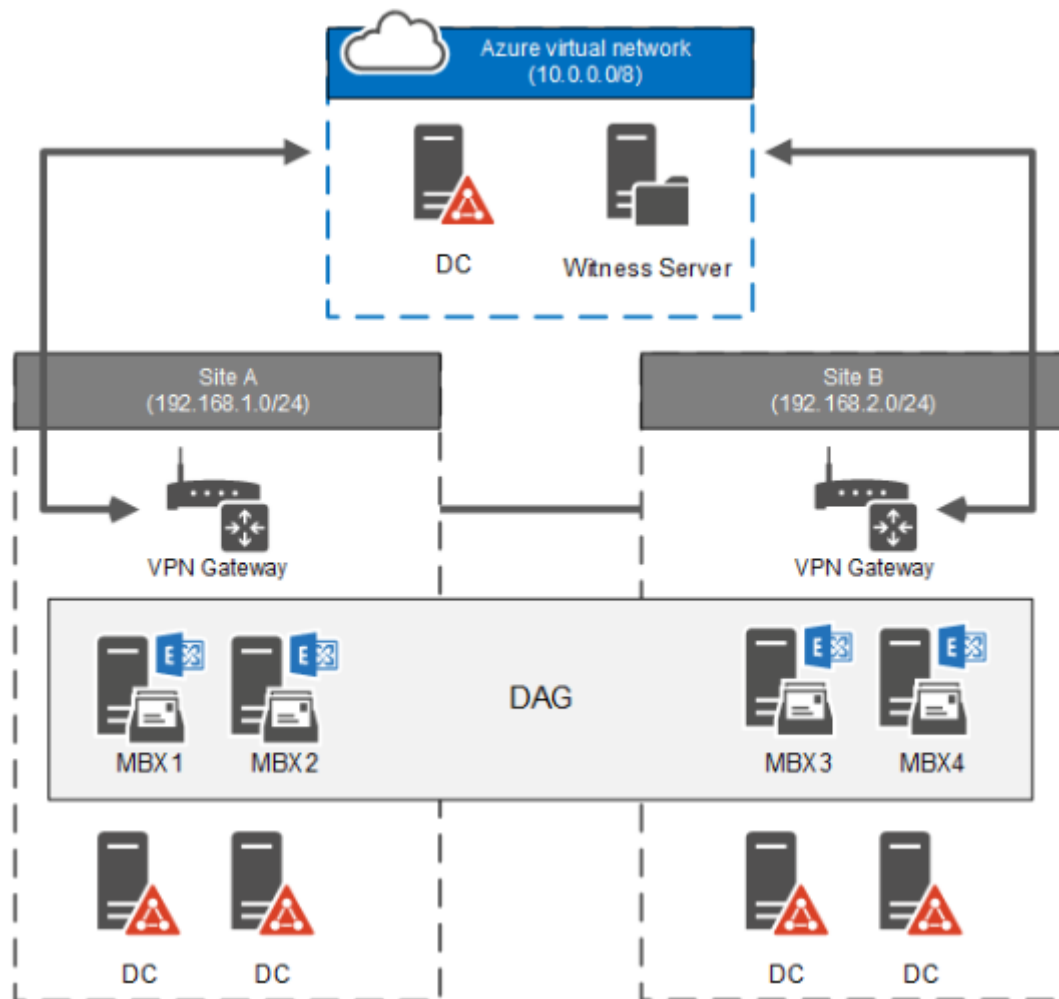 Azure virtual network
(10.0.0.0/8)
DC
Witness Server
Site A
(192.168.1.0/24)
Site B
(192.168.2.0/24)
VPN Gateway
VPN Gateway
E
E
E
E
DAG
MBX1
MBX2
MBX3
MBX4
DC
DC
DC
DC